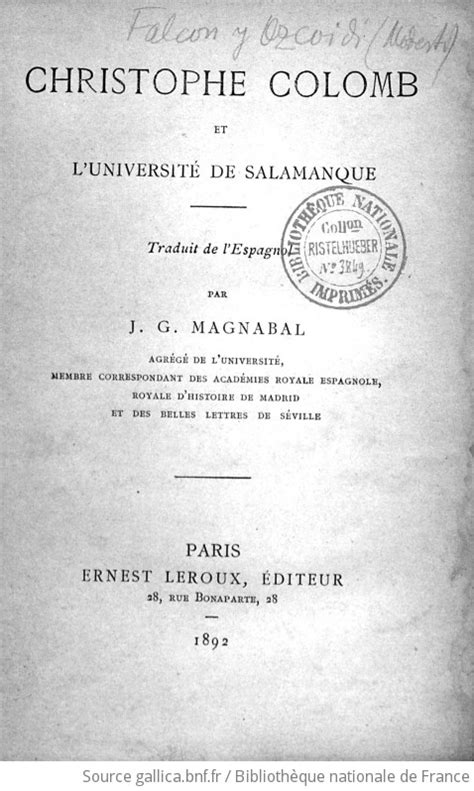 Falcon y Ozcoidi (Modesto)
CHRISTOPHE COLOMB
ET
L'UNIVERSITÉ DE SALAMANQUE
Traduit de l'Espagnol
BIBLIOTHÈQUE NATIONALE
Coll^on
RISTELHUEBER
N° 3849
IMPRIMÉS.
PAR
J. G. MAGNABAL
AGRÉGÉ DE L'UNIVERSITÉ,
MEMBRE CORRESPONDANT DES ACADÉMIES ROYALE ESPAGNOLE,
ROYALE D'HISTOIRE DE MADRID
ET DES BELLES LETTRES DE SÉVILLE
PARIS
ERNEST LEROUX, ÉDITEUR
28, RUE BONAPARTE, 28
1892
Source gallica.bnf.fr / Bibliothèque nationale de France